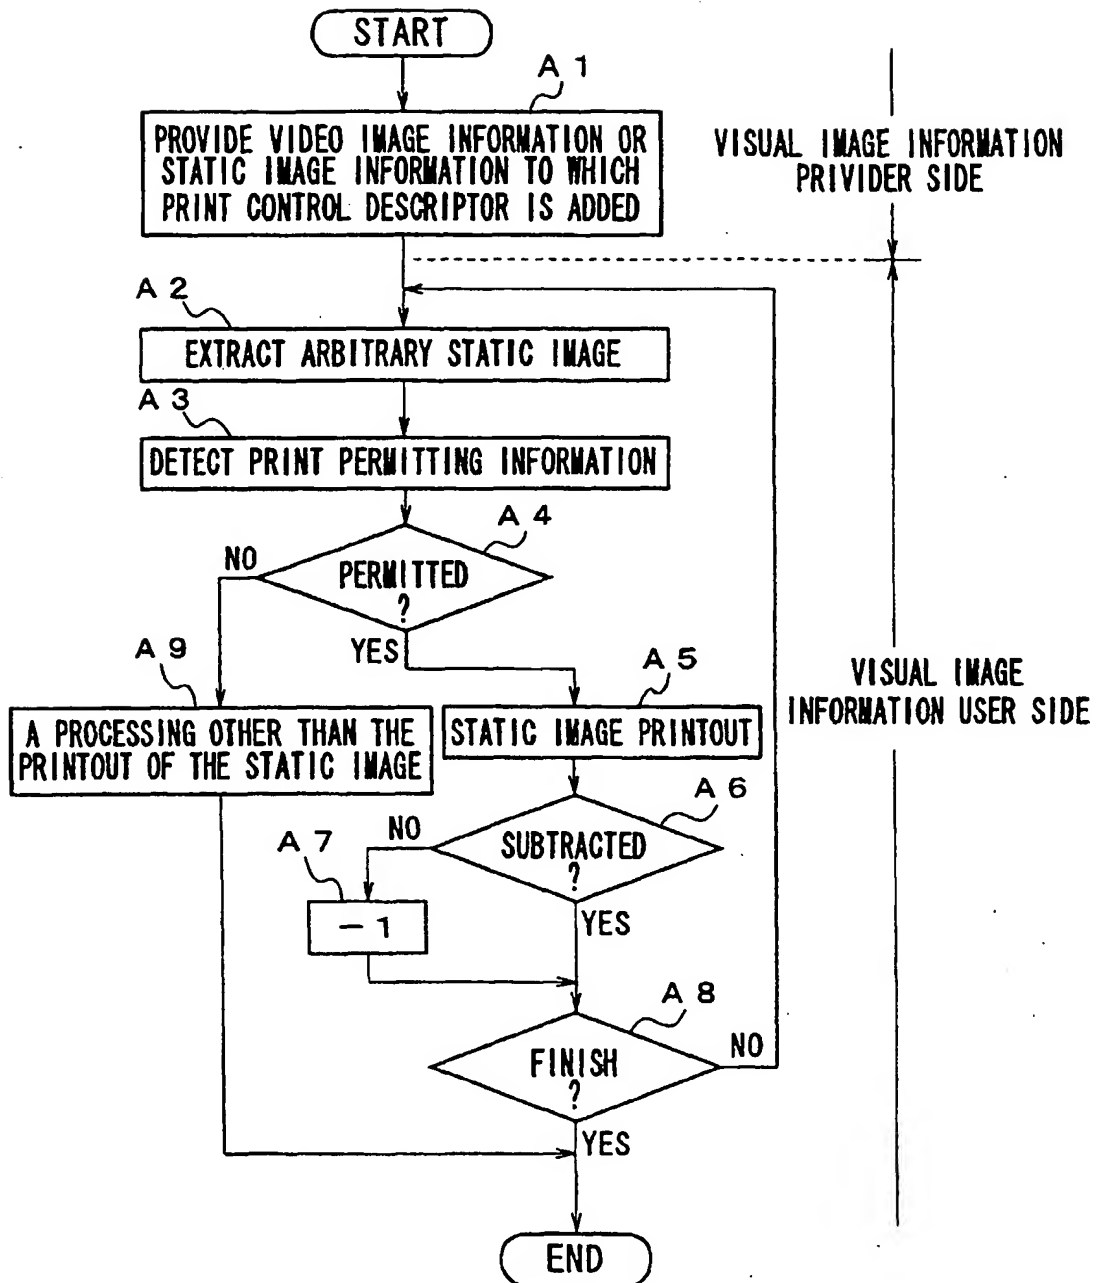 START
A 1
PROVIDE VIDEO IMAGE INFORMATION OR
STATIC IMAGE INFORMATION TO WHICH
PRINT CONTROL DESCRIPTOR IS ADDED
VISUAL IMAGE INFORMATION
PRIVIDER SIDE
A 2
EXTRACT ARBITRARY STATIC IMAGE
A 3
DETECT PRINT PERMITTING INFORMATION
A 4
NO
PERMITTED
?
YES
A 9
A PROCESSING OTHER THAN THE
PRINTOUT OF THE STATIC IMAGE
A 5
STATIC IMAGE PRINTOUT
VISUAL IMAGE
INFORMATION USER SIDE
A 6
NO
SUBTRACTED
?
A 7
-1
YES
A 8
NO
FINISH
?
YES
END